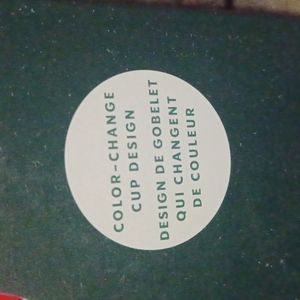 COLOR-CHANGE
CUP DESIGN
DESIGN DE GOBELET
QUI CHANGENT
DE COULEUR